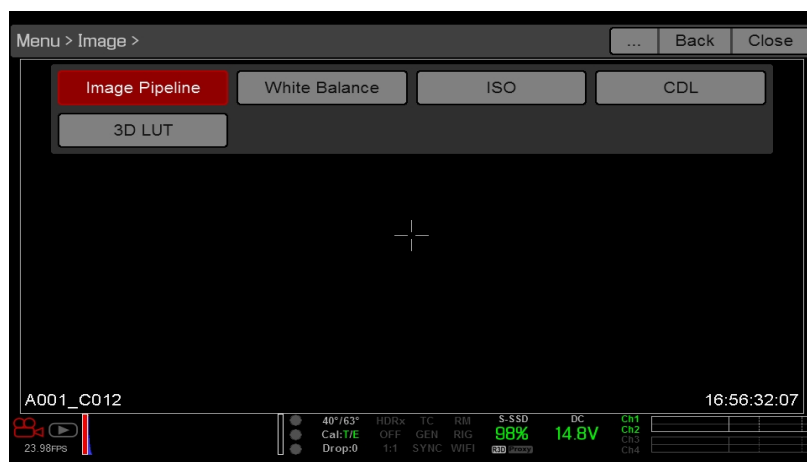 Menu > Image >
... Back Close
Image Pipeline White Balance ISO CDL
3D LUT
A001_C012 16:56:32:07
23.98FPS
40°/63° HDRx TC RM S-SSD DC Ch1
Cal:T/E OFF GEN RIG 98% 14.8V Ch2
Drop:0 1:1 SYNC WIFI R3D Proxy Ch3
Ch4